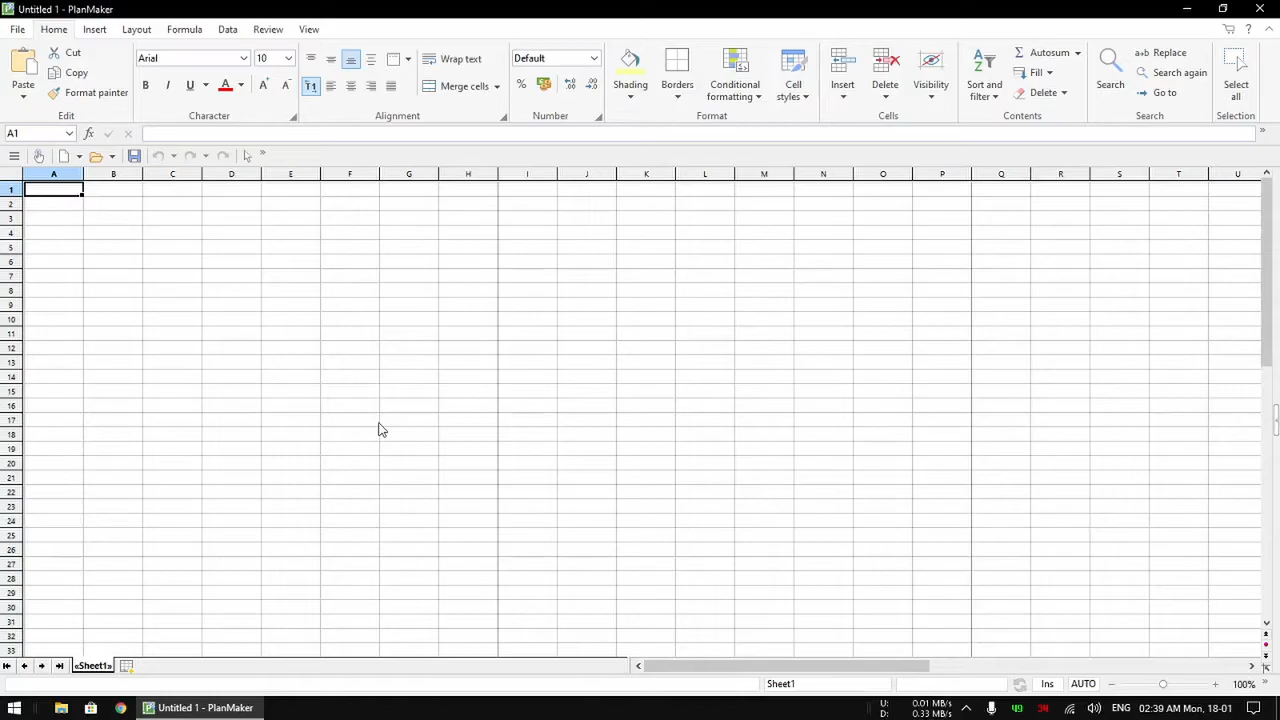 Untitled 1 - PlanMaker
File Home Insert Layout Formula Data Review View
Paste
Cut
Copy
Format painter
Edit
Arial 10
B I U A A A
Character
Wrap text
Merge cells
Alignment
Default
%
Number
Shading
Borders
Conditional formatting
Cell styles
Format
Insert
Delete
Visibility
Cells
Sort and filter
Autosum
Fill
Delete
Contents
Search
Replace
Search again
Go to
Search
Select all
Selection
A1 fx
A B C D E F G H I J K L M N O P Q R S T U
1
2
3
4
5
6
7
8
9
10
11
12
13
14
15
16
17
18
19
20
21
22
23
24
25
26
27
28
29
30
31
32
33
«Sheet1»
Sheet1 Ins AUTO 100%
Untitled 1 - PlanMaker
U: 0.01 MB/s
D: 0.33 MB/s
49 34 ENG 02:39 AM Mon, 18-01